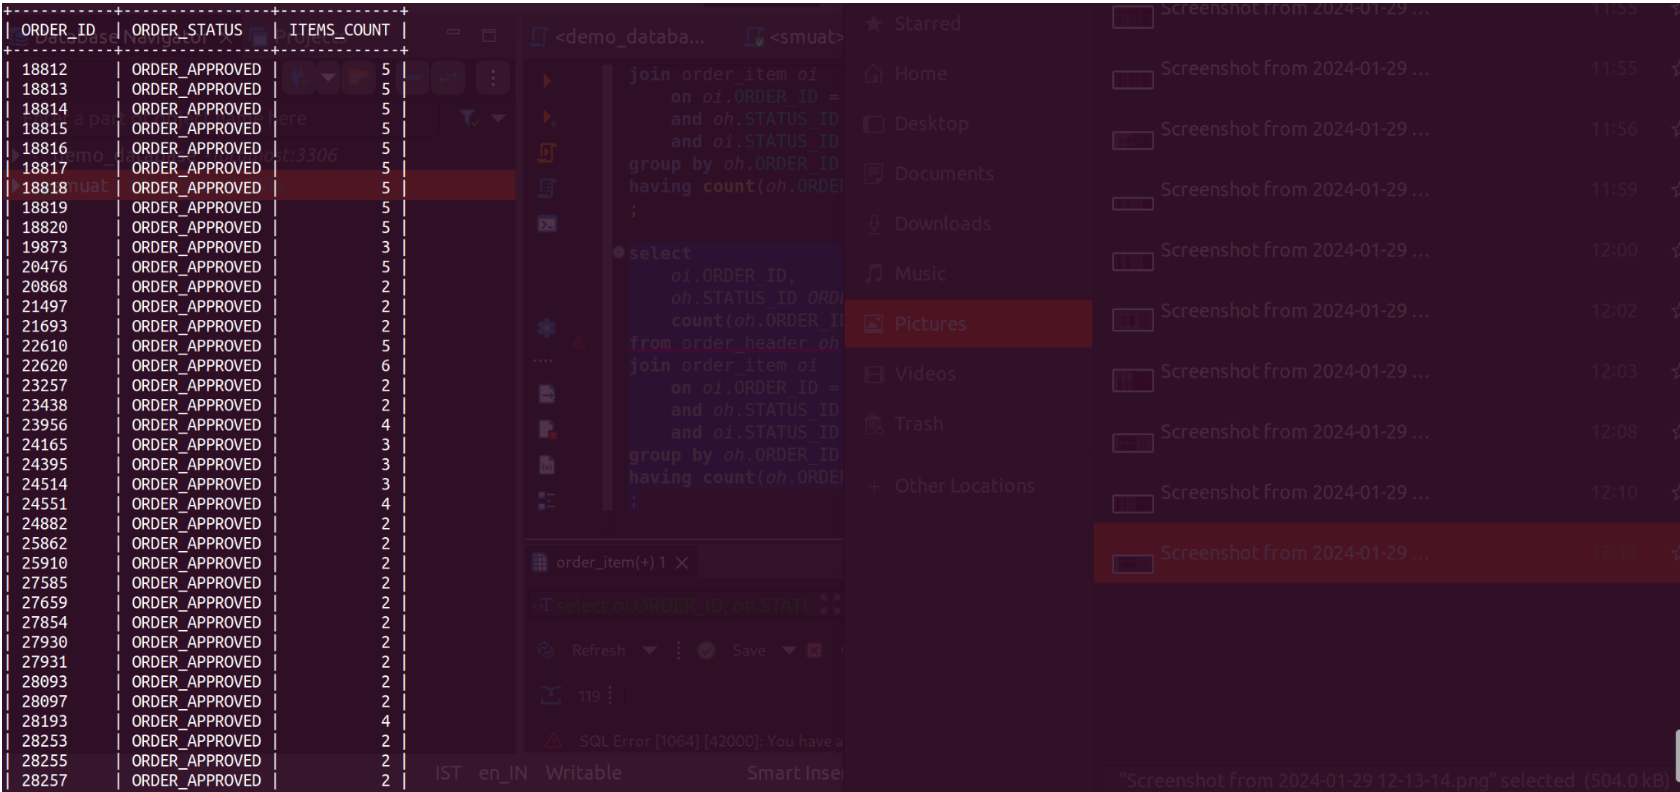 +----------+----------------+-------------+
| ORDER_ID | ORDER_STATUS | ITEMS_COUNT |
+----------+----------------+-------------+
| 18812 | ORDER_APPROVED | 5 |
| 18813 | ORDER_APPROVED | 5 |
| 18814 | ORDER_APPROVED | 5 |
| 18815 | ORDER_APPROVED | 5 |
| 18816 | ORDER_APPROVED | 5 |
| 18817 | ORDER_APPROVED | 5 |
| 18818 | ORDER_APPROVED | 5 |
| 18819 | ORDER_APPROVED | 5 |
| 18820 | ORDER_APPROVED | 5 |
| 19873 | ORDER_APPROVED | 3 |
| 20476 | ORDER_APPROVED | 5 |
| 20868 | ORDER_APPROVED | 2 |
| 21497 | ORDER_APPROVED | 2 |
| 21693 | ORDER_APPROVED | 2 |
| 22610 | ORDER_APPROVED | 5 |
| 22620 | ORDER_APPROVED | 6 |
| 23257 | ORDER_APPROVED | 2 |
| 23438 | ORDER_APPROVED | 2 |
| 23956 | ORDER_APPROVED | 4 |
| 24165 | ORDER_APPROVED | 3 |
| 24395 | ORDER_APPROVED | 3 |
| 24514 | ORDER_APPROVED | 3 |
| 24551 | ORDER_APPROVED | 4 |
| 24882 | ORDER_APPROVED | 2 |
| 25862 | ORDER_APPROVED | 2 |
| 25910 | ORDER_APPROVED | 2 |
| 27585 | ORDER_APPROVED | 2 |
| 27659 | ORDER_APPROVED | 2 |
| 27854 | ORDER_APPROVED | 2 |
| 27930 | ORDER_APPROVED | 2 |
| 27931 | ORDER_APPROVED | 2 |
| 28093 | ORDER_APPROVED | 2 |
| 28097 | ORDER_APPROVED | 2 |
| 28193 | ORDER_APPROVED | 4 |
| 28253 | ORDER_APPROVED | 2 |
| 28255 | ORDER_APPROVED | 2 |
| 28257 | ORDER_APPROVED | 2 |
Database Navigator
Projects
:3306
IST en_IN Writable Smart Inse
<demo_databa... <smuat>
join order_item oi
on oi.ORDER_ID =
and oh.STATUS_ID
and oi.STATUS_ID
group by oh.ORDER_ID
having count(oh.ORDE
;
select
oi.ORDER_ID,
oh.STATUS_ID ORD
count(oh.ORDER_I
from order_header oh
join order_item oi
on oi.ORDER_ID =
and oh.STATUS_ID
and oi.STATUS_ID
group by oh.ORDER_ID
having count(oh.ORDE
;
order_item(+) 1
select oi.ORDER_ID, oh.STATU
Refresh Save
119
SQL Error [1064] [42000]: You have a
Starred
Home
Desktop
Documents
Downloads
Music
Pictures
Videos
Trash
Other Locations
Screenshot from 2024-01-29 ... 11:55
Screenshot from 2024-01-29 ... 11:55
Screenshot from 2024-01-29 ... 11:56
Screenshot from 2024-01-29 ... 11:59
Screenshot from 2024-01-29 ... 12:00
Screenshot from 2024-01-29 ... 12:02
Screenshot from 2024-01-29 ... 12:03
Screenshot from 2024-01-29 ... 12:08
Screenshot from 2024-01-29 ... 12:10
Screenshot from 2024-01-29 ... 12:13
"Screenshot from 2024-01-29 12-13-14.png" selected (504.0 kB)